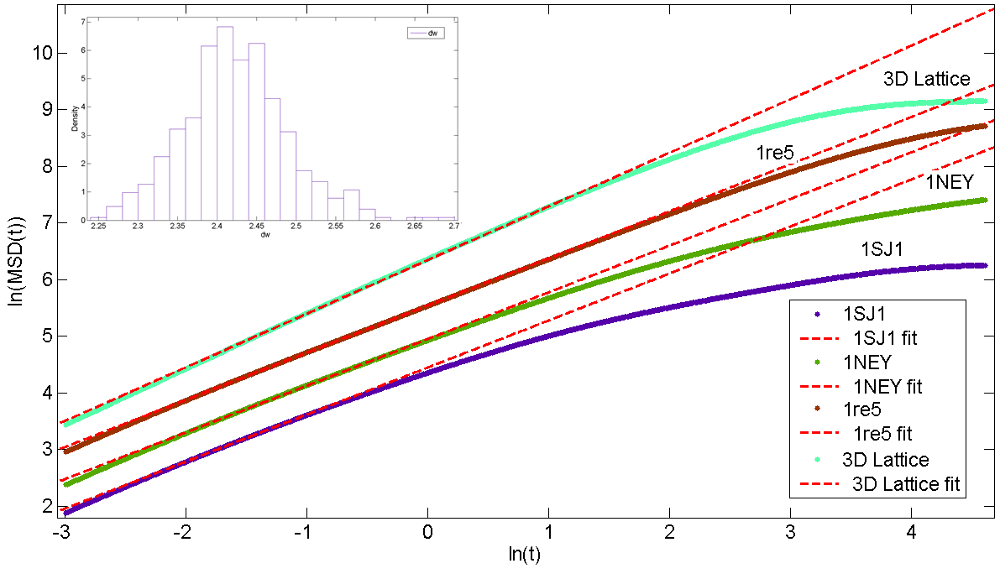 10
9
8
7
6
5
4
3
2
ln(MSD(t))
-3
-2
-1
0
1
2
3
4
ln(t)
7
6
5
4
3
2
1
0
Density
2.25
2.3
2.35
2.4
2.45
2.5
2.55
2.6
2.65
2.7
dw
dw
3D Lattice
1re5
1NEY
1SJ1
1SJ1
1SJ1 fit
1NEY
1NEY fit
1re5
1re5 fit
3D Lattice
3D Lattice fit